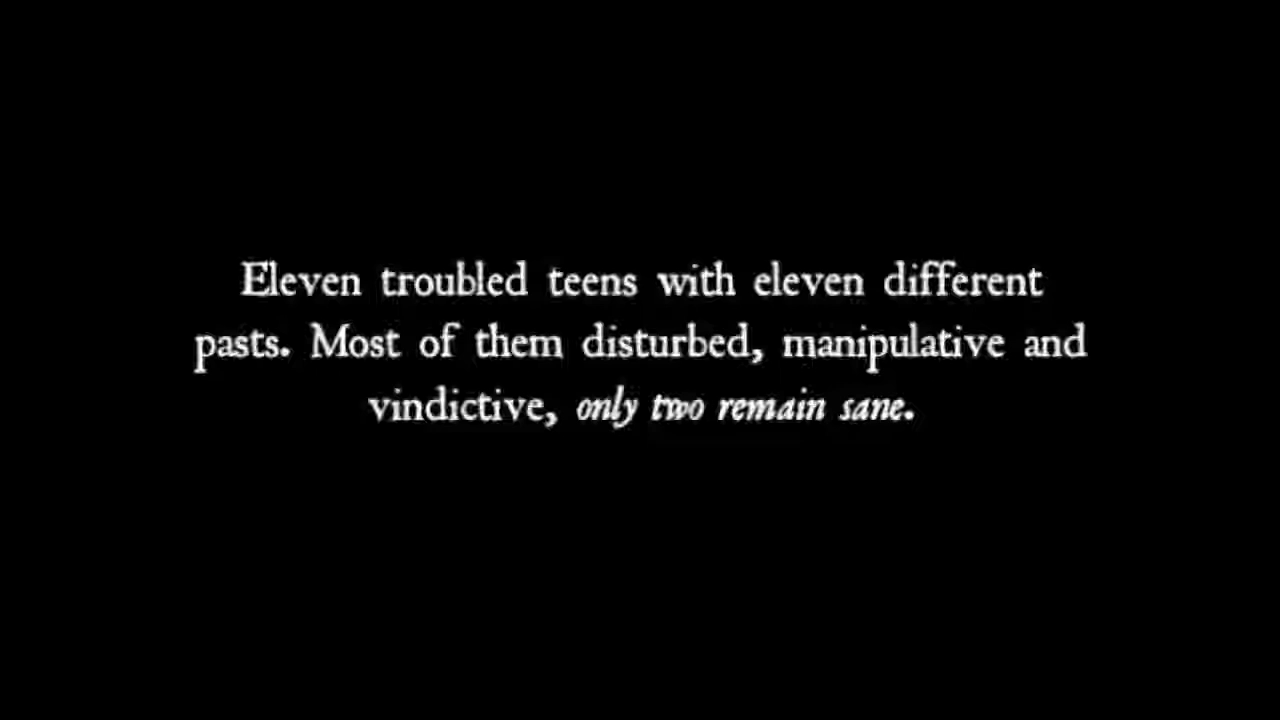 Eleven troubled teens with eleven different
pasts. Most of them disturbed, manipulative and
vindictive, only two remain sane.